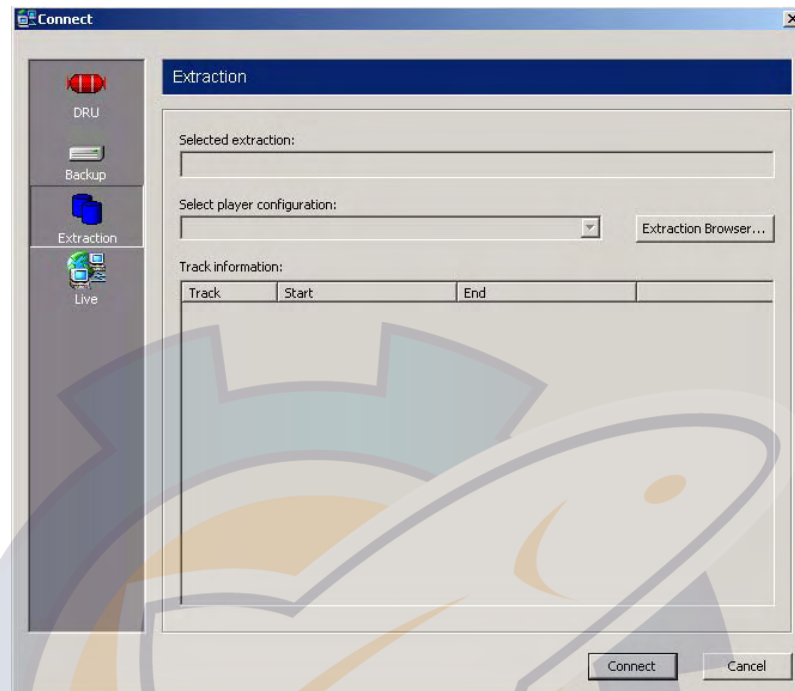 Connect
DRU
Backup
Extraction
Live
Extraction
Selected extraction:
Select player configuration:
Extraction Browser...
Track information:
Track Start End
Connect Cancel